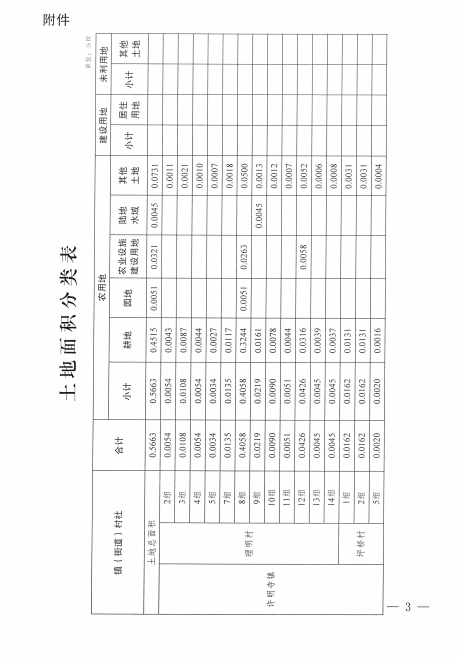 附件
土地面积分类表
单位：公顷
镇（街道）村社 合计 农用地 建设用地 未利用地
小计 耕地 园地 农业设施建设用地 陆地水域 其他土地 小计 居住用地 小计 其他土地
土地总面积 0.5663 0.5663 0.4515 0.0051 0.0321 0.0045 0.0731
许明寺镇 理明村 2组 0.0054 0.0054 0.0043 0.0011
3组 0.0108 0.0108 0.0087 0.0021
4组 0.0054 0.0054 0.0044 0.0010
5组 0.0034 0.0034 0.0027 0.0007
7组 0.0135 0.0135 0.0117 0.0018
8组 0.4058 0.4058 0.3244 0.0051 0.0263 0.0500
9组 0.0219 0.0219 0.0161 0.0045 0.0013
10组 0.0090 0.0090 0.0078 0.0012
11组 0.0051 0.0051 0.0044 0.0007
12组 0.0426 0.0426 0.0316 0.0058 0.0052
13组 0.0045 0.0045 0.0039 0.0006
14组 0.0045 0.0045 0.0037 0.0008
1组 0.0162 0.0162 0.0131 0.0031
2组 0.0162 0.0162 0.0131 0.0031
5组 0.0020 0.0020 0.0016 0.0004
— 3 —